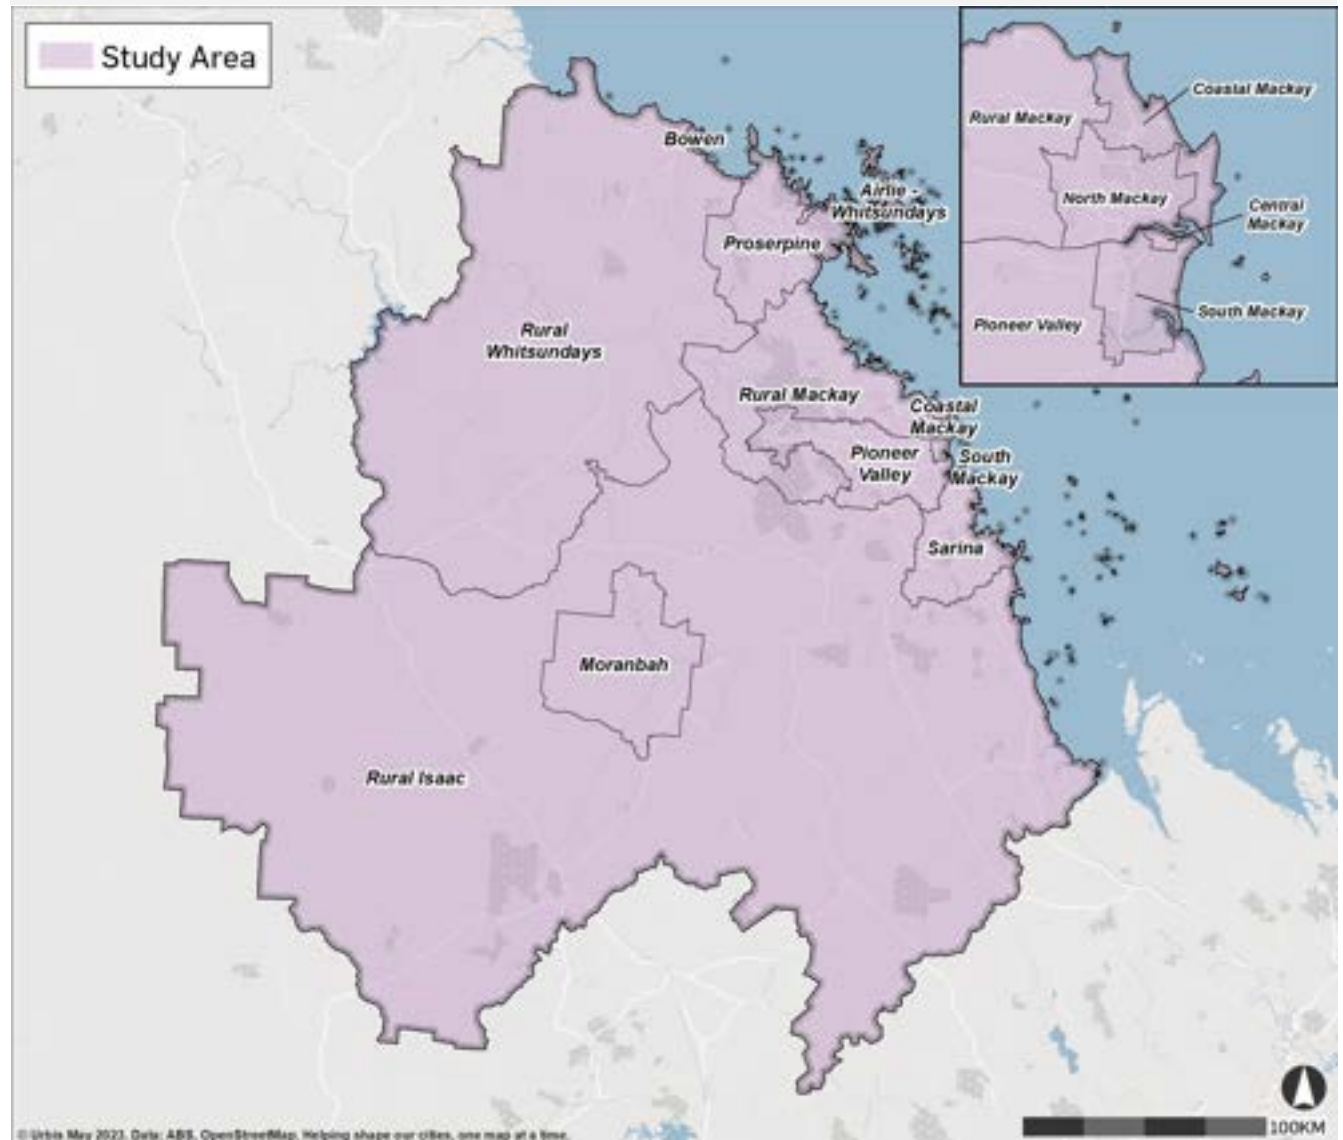 Study Area
Bowen
Airlie -
Whitsundays
Proserpine
Rural
Whitsundays
Rural Mackay
Coastal
Mackay
Pioneer
Valley
South
Mackay
Sarina
Moranbah
Rural Isaac
Coastal Mackay
Rural Mackay
North Mackay
Central
Mackay
South Mackay
Pioneer Valley
100KM
© Urbis May 2023. Data: ABS, OpenStreetMap. Helping shape our cities, one map at a time.